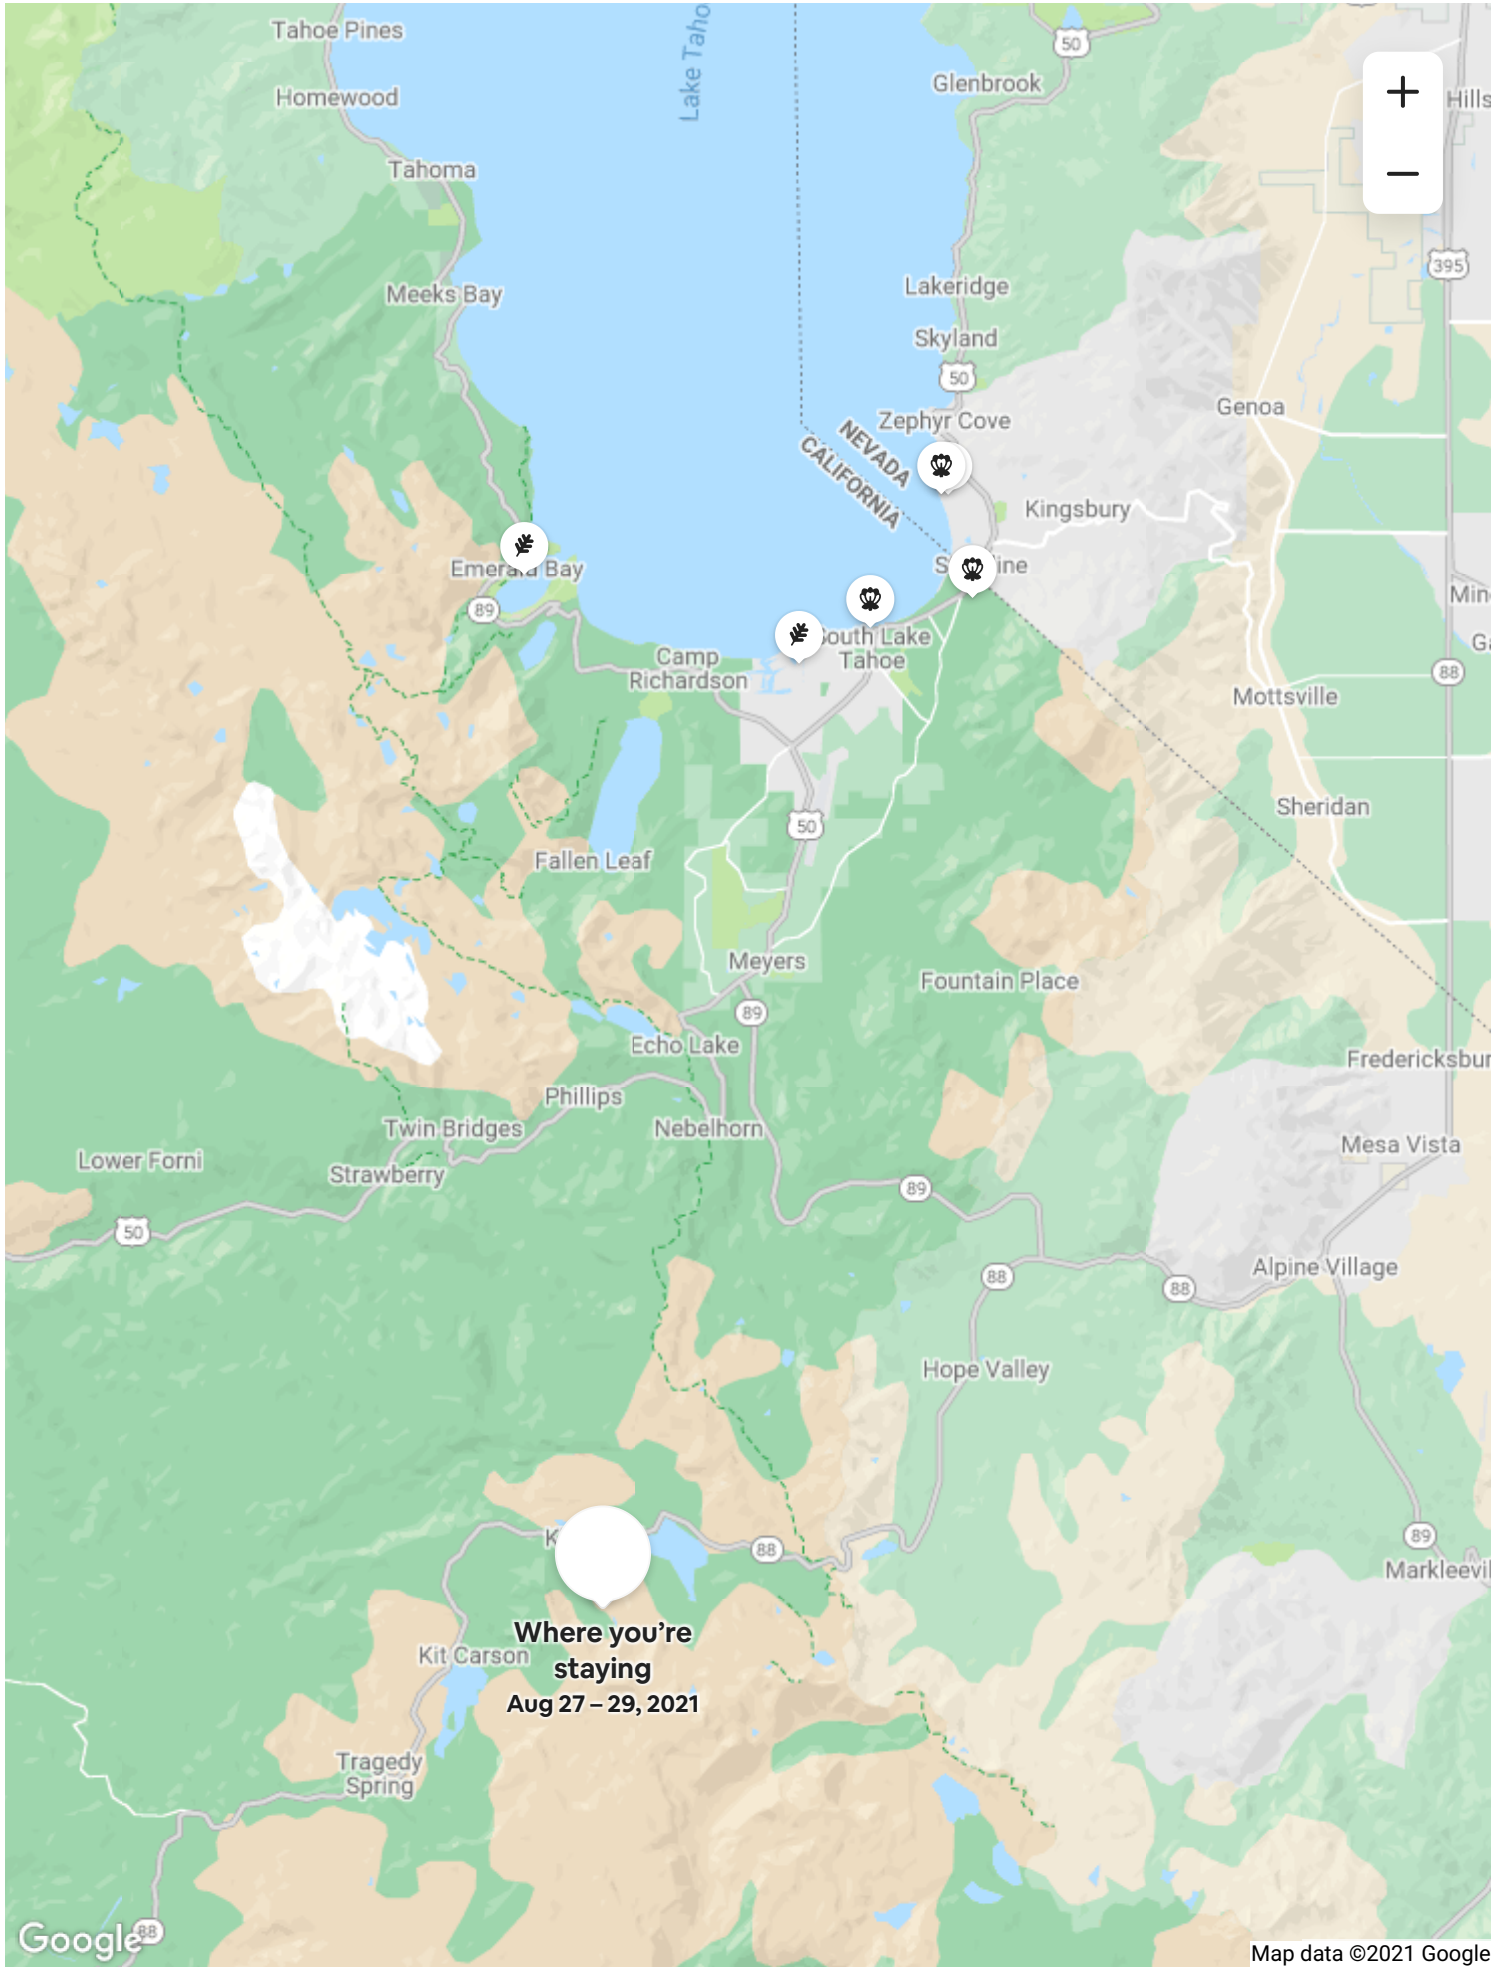 Tahoe Pines
Homewood
Lake Taho
50
Glenbrook
+
−
Hills
Tahoma
395
Meeks Bay
Lakeridge
Skyland
50
Genoa
Zephyr Cove
NEVADA
CALIFORNIA
Kingsbury
Emerald Bay
89
Min
South Lake
Tahoe
Ga
Camp
Richardson
88
Mottsville
Sheridan
50
Fallen Leaf
Meyers
Fountain Place
89
Echo Lake
Fredericksbur
Phillips
Twin Bridges
Nebelhorn
Mesa Vista
Lower Forni
Strawberry
89
50
Alpine Village
88
88
Hope Valley
K
88
89
Markleevil
Where you’re
staying
Aug 27 – 29, 2021
Kit Carson
Tragedy
Spring
88
Google
Map data ©2021 Google